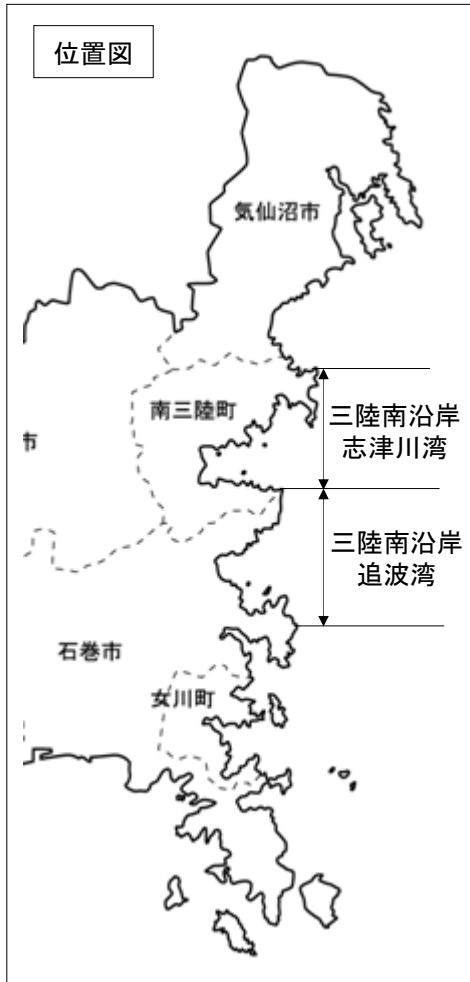 位置図
気仙沼市
南三陸町
三陸南沿岸
志津川湾
市
三陸南沿岸
追波湾
石巻市
女川町